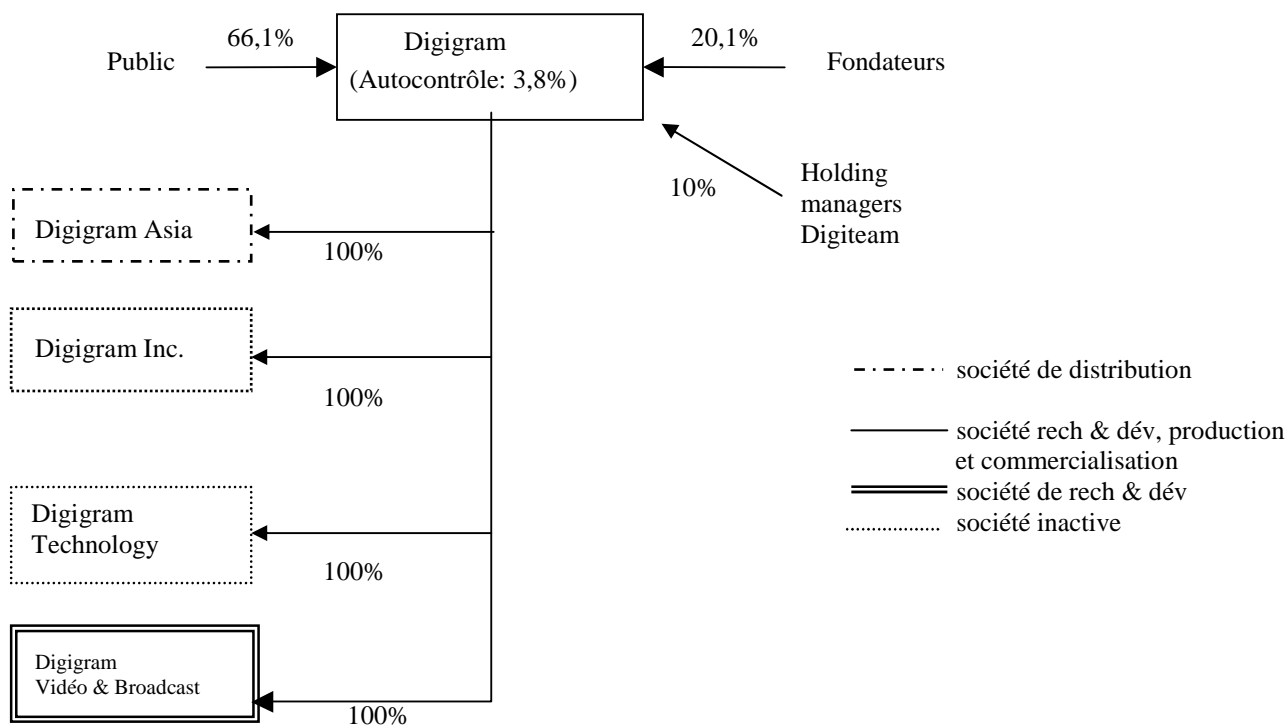 66,1%
Digigram
20,1%
Public
(Autocontrôle: 3,8%)
Fondateurs
10%
Holding
managers
Digiteam
Digigram Asia
100%
Digigram Inc.
100%
Digigram
Technology
100%
Digigram
Vidéo & Broadcast
100%
société de distribution
société rech & dév, production
et commercialisation
société de rech & dév
société inactive